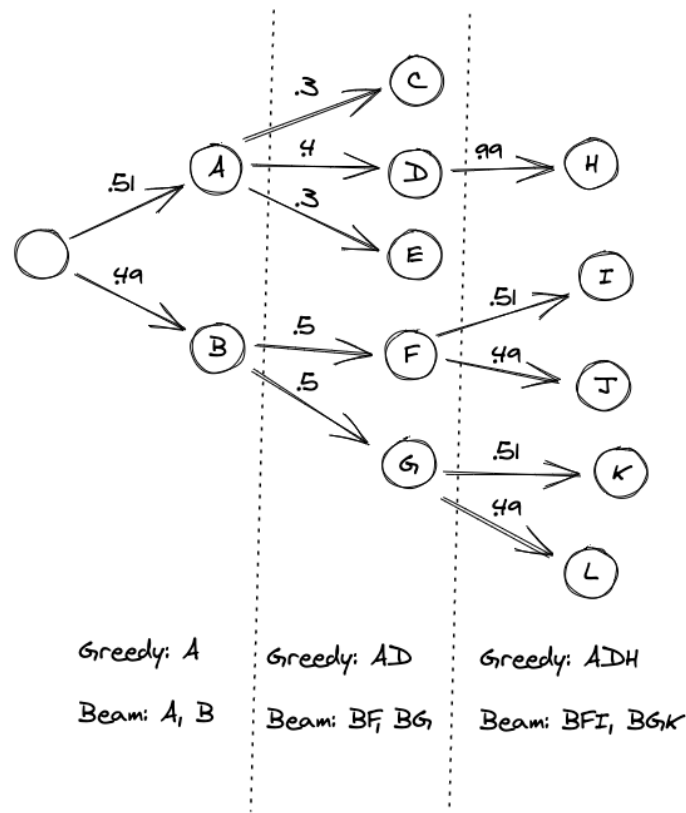 C
.3
.4
.99
H
A
D
.51
.3
E
I
.49
.51
B
.5
F
.49
J
.5
G
.51
K
.49
L
Greedy: A
Greedy: AD
Greedy: ADH
Beam: A, B
Beam: BF, BG
Beam: BFI, BGK